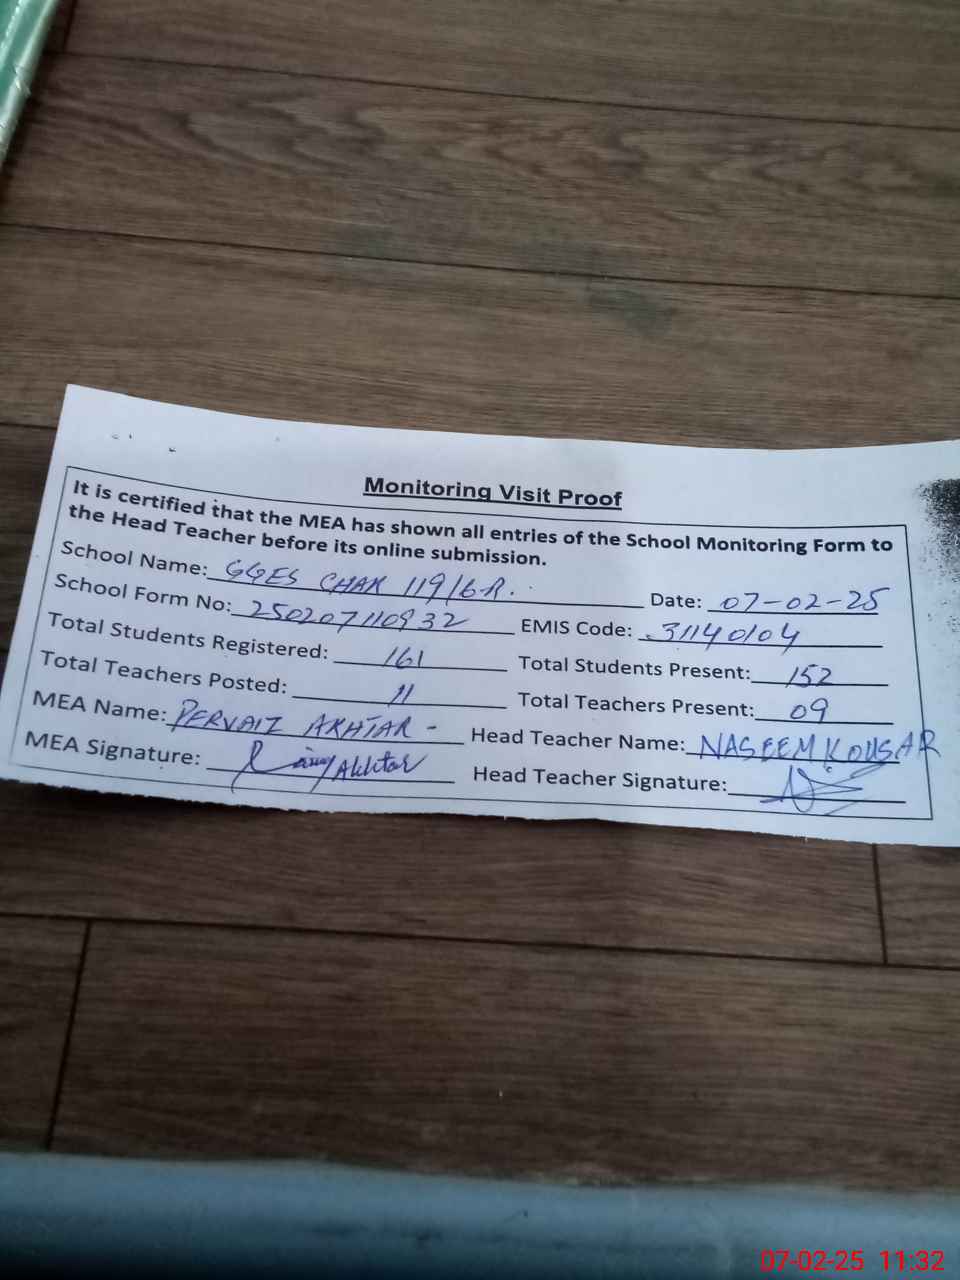 Monitoring Visit Proof
It is certified that the MEA has shown all entries of the School Monitoring Form to
the Head Teacher before its online submission.
School Name: GGES CHAK 119/6-R. Date: 07-02-25
School Form No: 250207110932 EMIS Code: 31140104
Total Students Registered: 161 Total Students Present: 152
Total Teachers Posted: 11 Total Teachers Present: 09
MEA Name: PERVAIZ AKHTAR - Head Teacher Name: NASEEM KOUSAR
MEA Signature: Akhtar Head Teacher Signature:
07-02-25 11:32